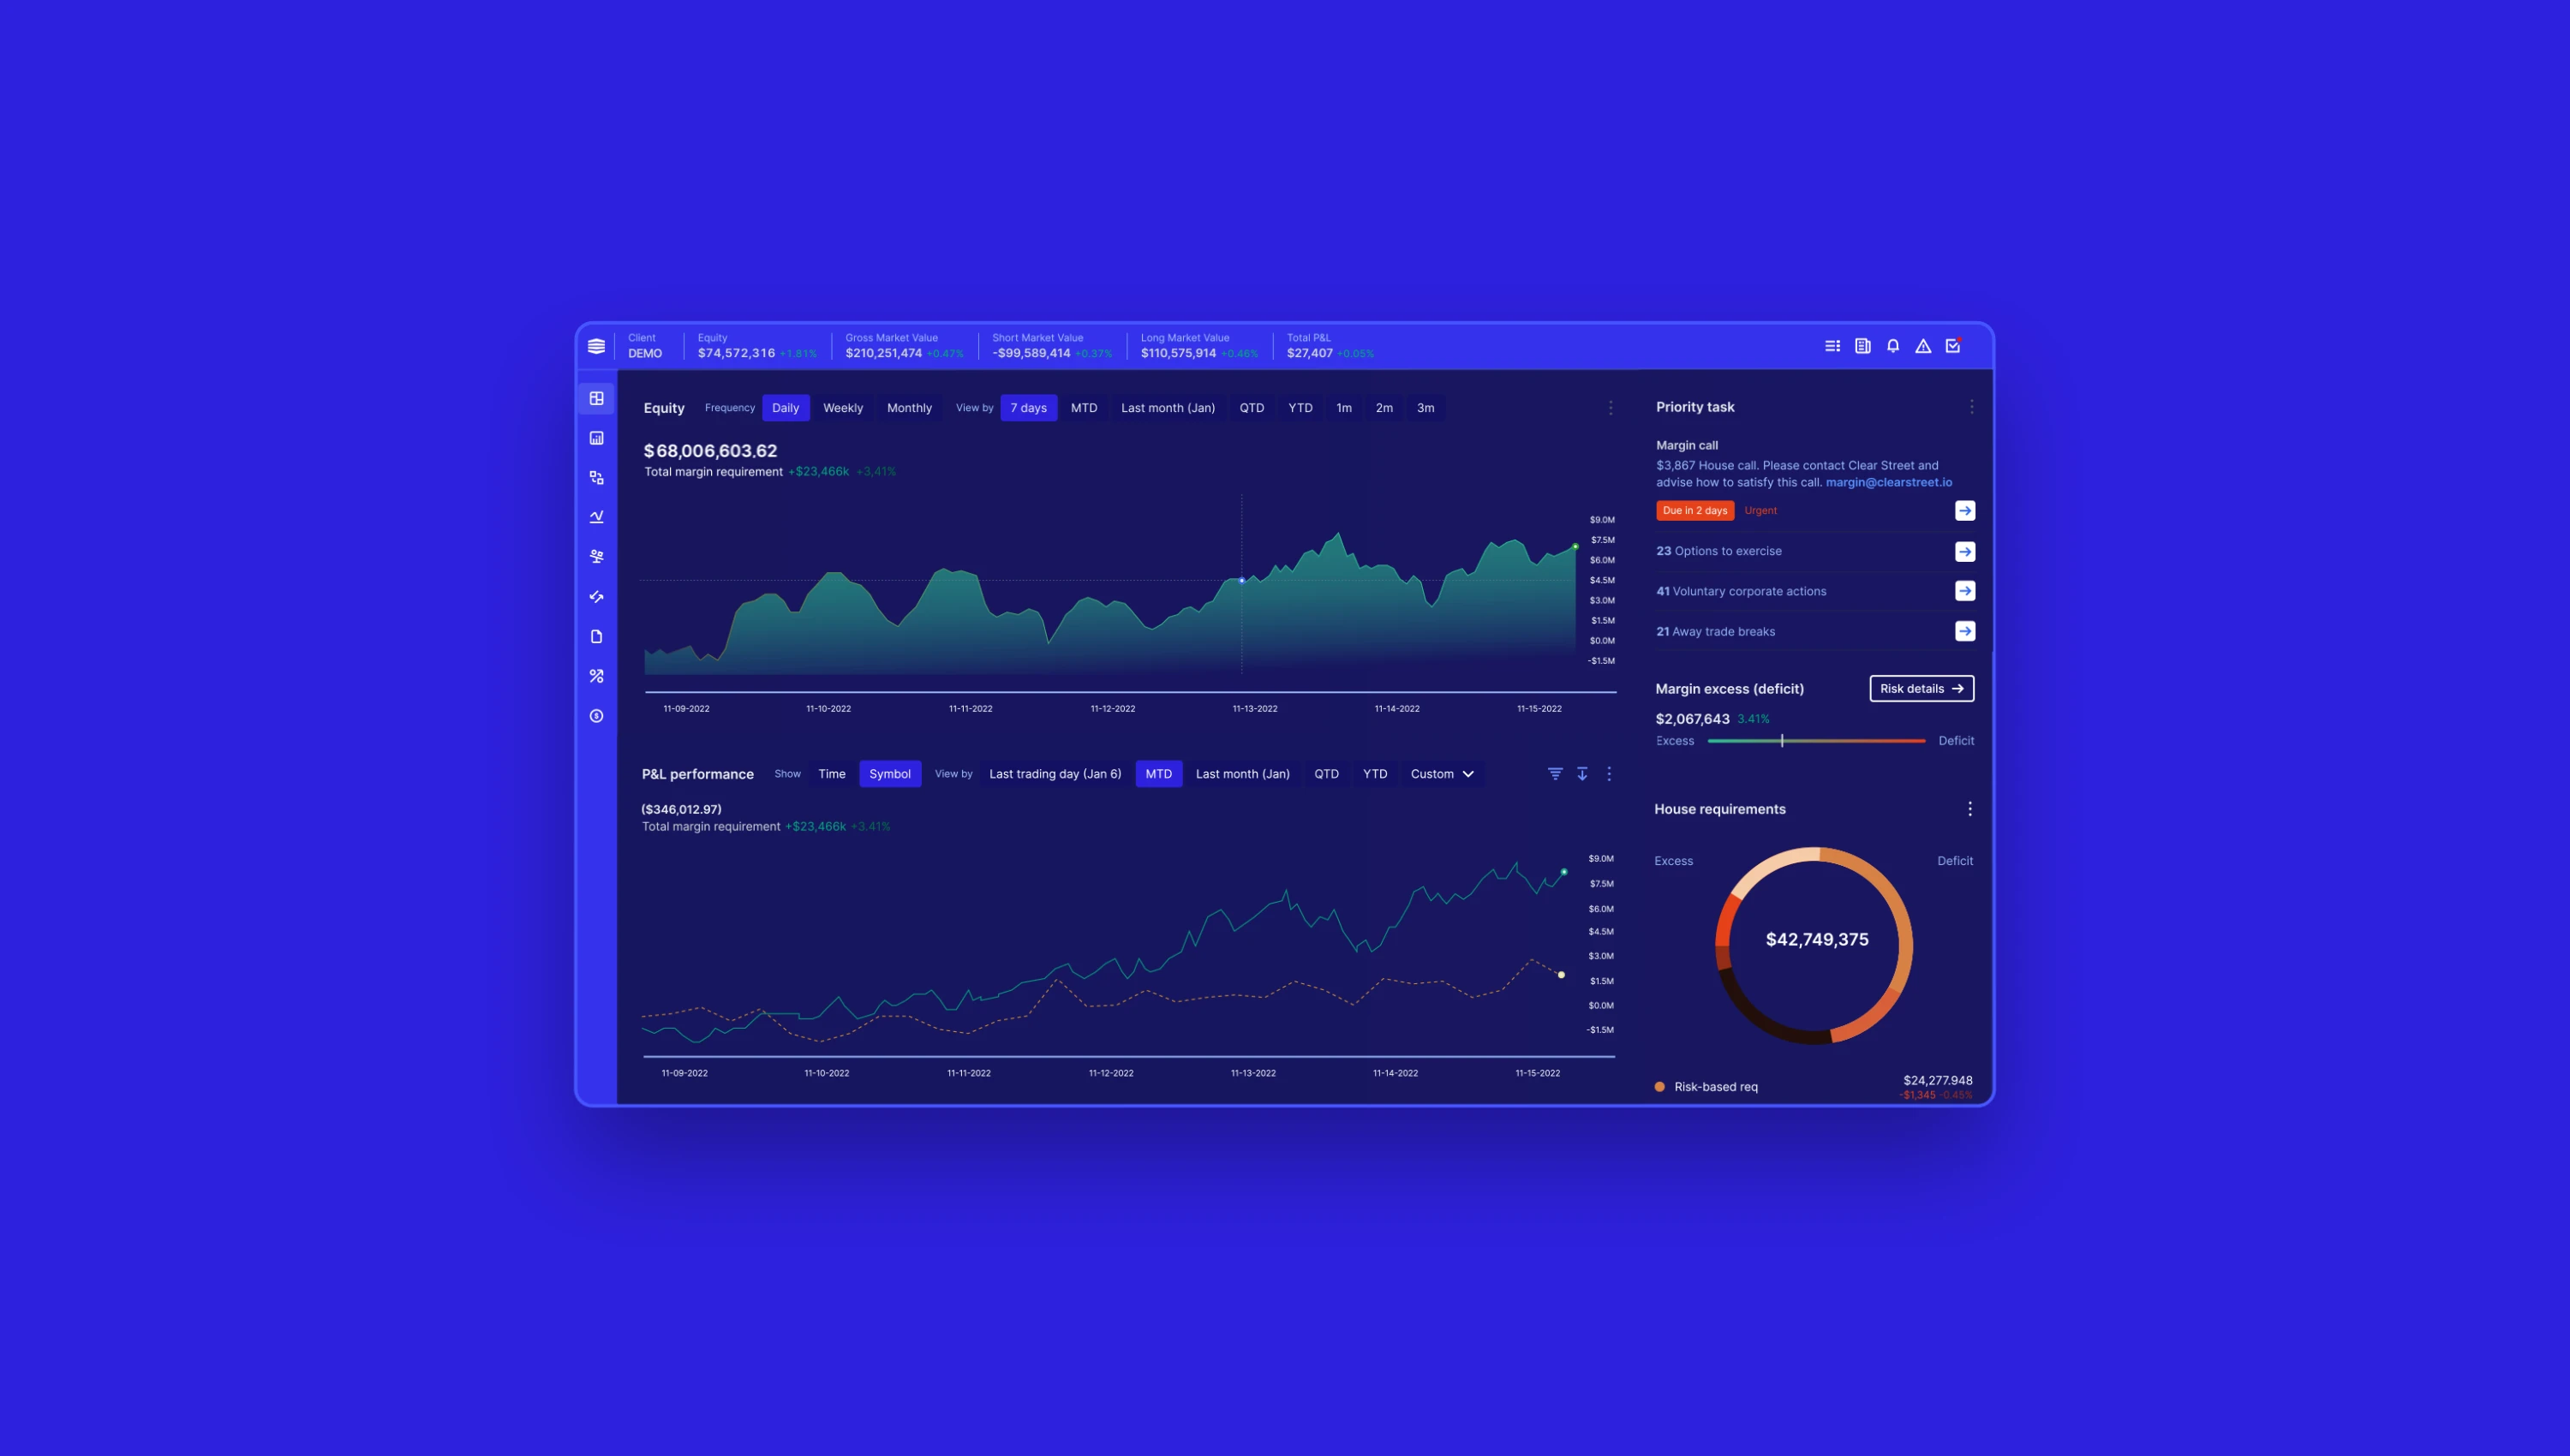 Client
DEMO
Equity
$74,572,316 +1.81%
Gross Market Value
$210,251,474 +0.47%
Short Market Value
-$99,589,414 +0.37%
Long Market Value
$110,575,914 +0.46%
Total P&L
$27,407 +0.05%
Equity Frequency Daily Weekly Monthly View by 7 days MTD Last month (Jan) QTD YTD 1m 2m 3m
$68,006,603.62
Total margin requirement +$23,466k +3,41%
$9.0M
$7.5M
$6.0M
$4.5M
$3.0M
$1.5M
$0.0M
-$1.5M
11-09-2022 11-10-2022 11-11-2022 11-12-2022 11-13-2022 11-14-2022 11-15-2022
P&L performance Show Time Symbol View by Last trading day (Jan 6) MTD Last month (Jan) QTD YTD Custom
($346,012.97)
Total margin requirement +$23,466k +3.41%
$9.0M
$7.5M
$6.0M
$4.5M
$3.0M
$1.5M
$0.0M
-$1.5M
11-09-2022 11-10-2022 11-11-2022 11-12-2022 11-13-2022 11-14-2022 11-15-2022
Priority task
Margin call
$3,867 House call. Please contact Clear Street and
advise how to satisfy this call. margin@clearstreet.io
Due in 2 days Urgent
23 Options to exercise
41 Voluntary corporate actions
21 Away trade breaks
Margin excess (deficit) Risk details
$2,067,643 3.41%
Excess Deficit
House requirements
Excess Deficit
$42,749,375
Risk-based req $24,277.948
-$1,345 -0.45%